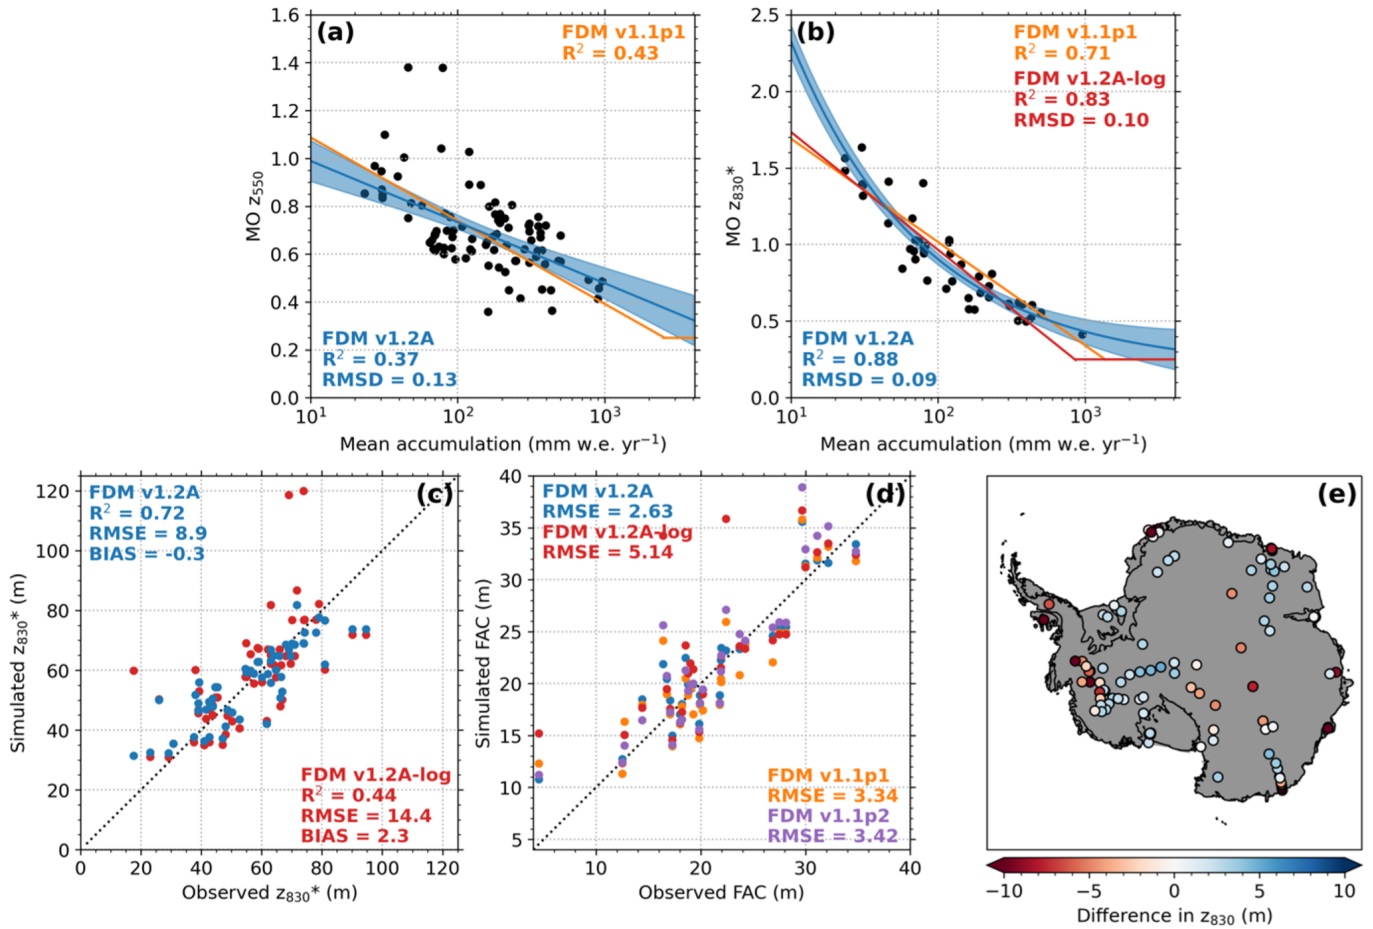 (a)
FDM v1.1p1
R² = 0.43
FDM v1.2A
R² = 0.37
RMSD = 0.13
MO z₅₅₀
1.6
1.4
1.2
1.0
0.8
0.6
0.4
0.2
0.0
10¹ 10² 10³
Mean accumulation (mm w.e. yr⁻¹)
(b)
FDM v1.1p1
R² = 0.71
FDM v1.2A-log
R² = 0.83
RMSD = 0.10
FDM v1.2A
R² = 0.88
RMSD = 0.09
MO z₈₃₀*
2.5
2.0
1.5
1.0
0.5
0.0
10¹ 10² 10³
Mean accumulation (mm w.e. yr⁻¹)
(c)
FDM v1.2A
R² = 0.72
RMSE = 8.9
BIAS = -0.3
FDM v1.2A-log
R² = 0.44
RMSE = 14.4
BIAS = 2.3
Simulated z₈₃₀* (m)
120
100
80
60
40
20
0
0 20 40 60 80 100 120
Observed z₈₃₀* (m)
(d)
FDM v1.2A
RMSE = 2.63
FDM v1.2A-log
RMSE = 5.14
FDM v1.1p1
RMSE = 3.34
FDM v1.1p2
RMSE = 3.42
Simulated FAC (m)
40
35
30
25
20
15
10
5
10 20 30 40
Observed FAC (m)
(e)
−10 −5 0 5 10
Difference in z₈₃₀ (m)